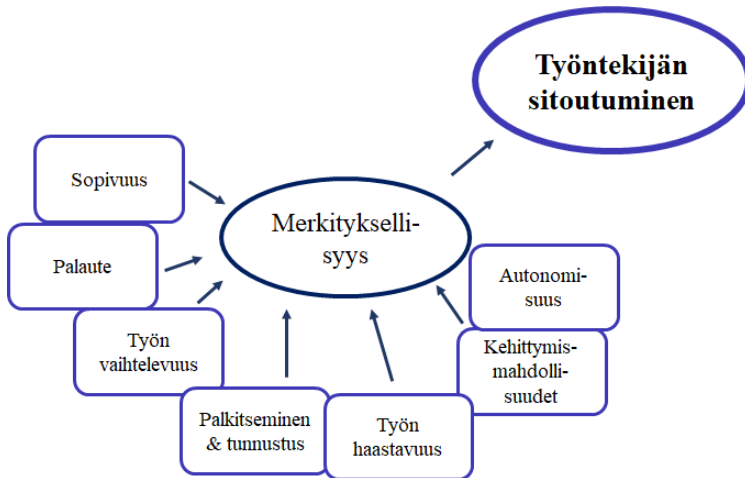 Työntekijän
sitoutuminen
Sopivuus
Merkitykselli-
syys
Palaute
Autonomi-
suus
Työn
vaihtelevuus
Kehittymis-
mahdolli-
suudet
Palkitseminen
& tunnustus
Työn
haastavuus